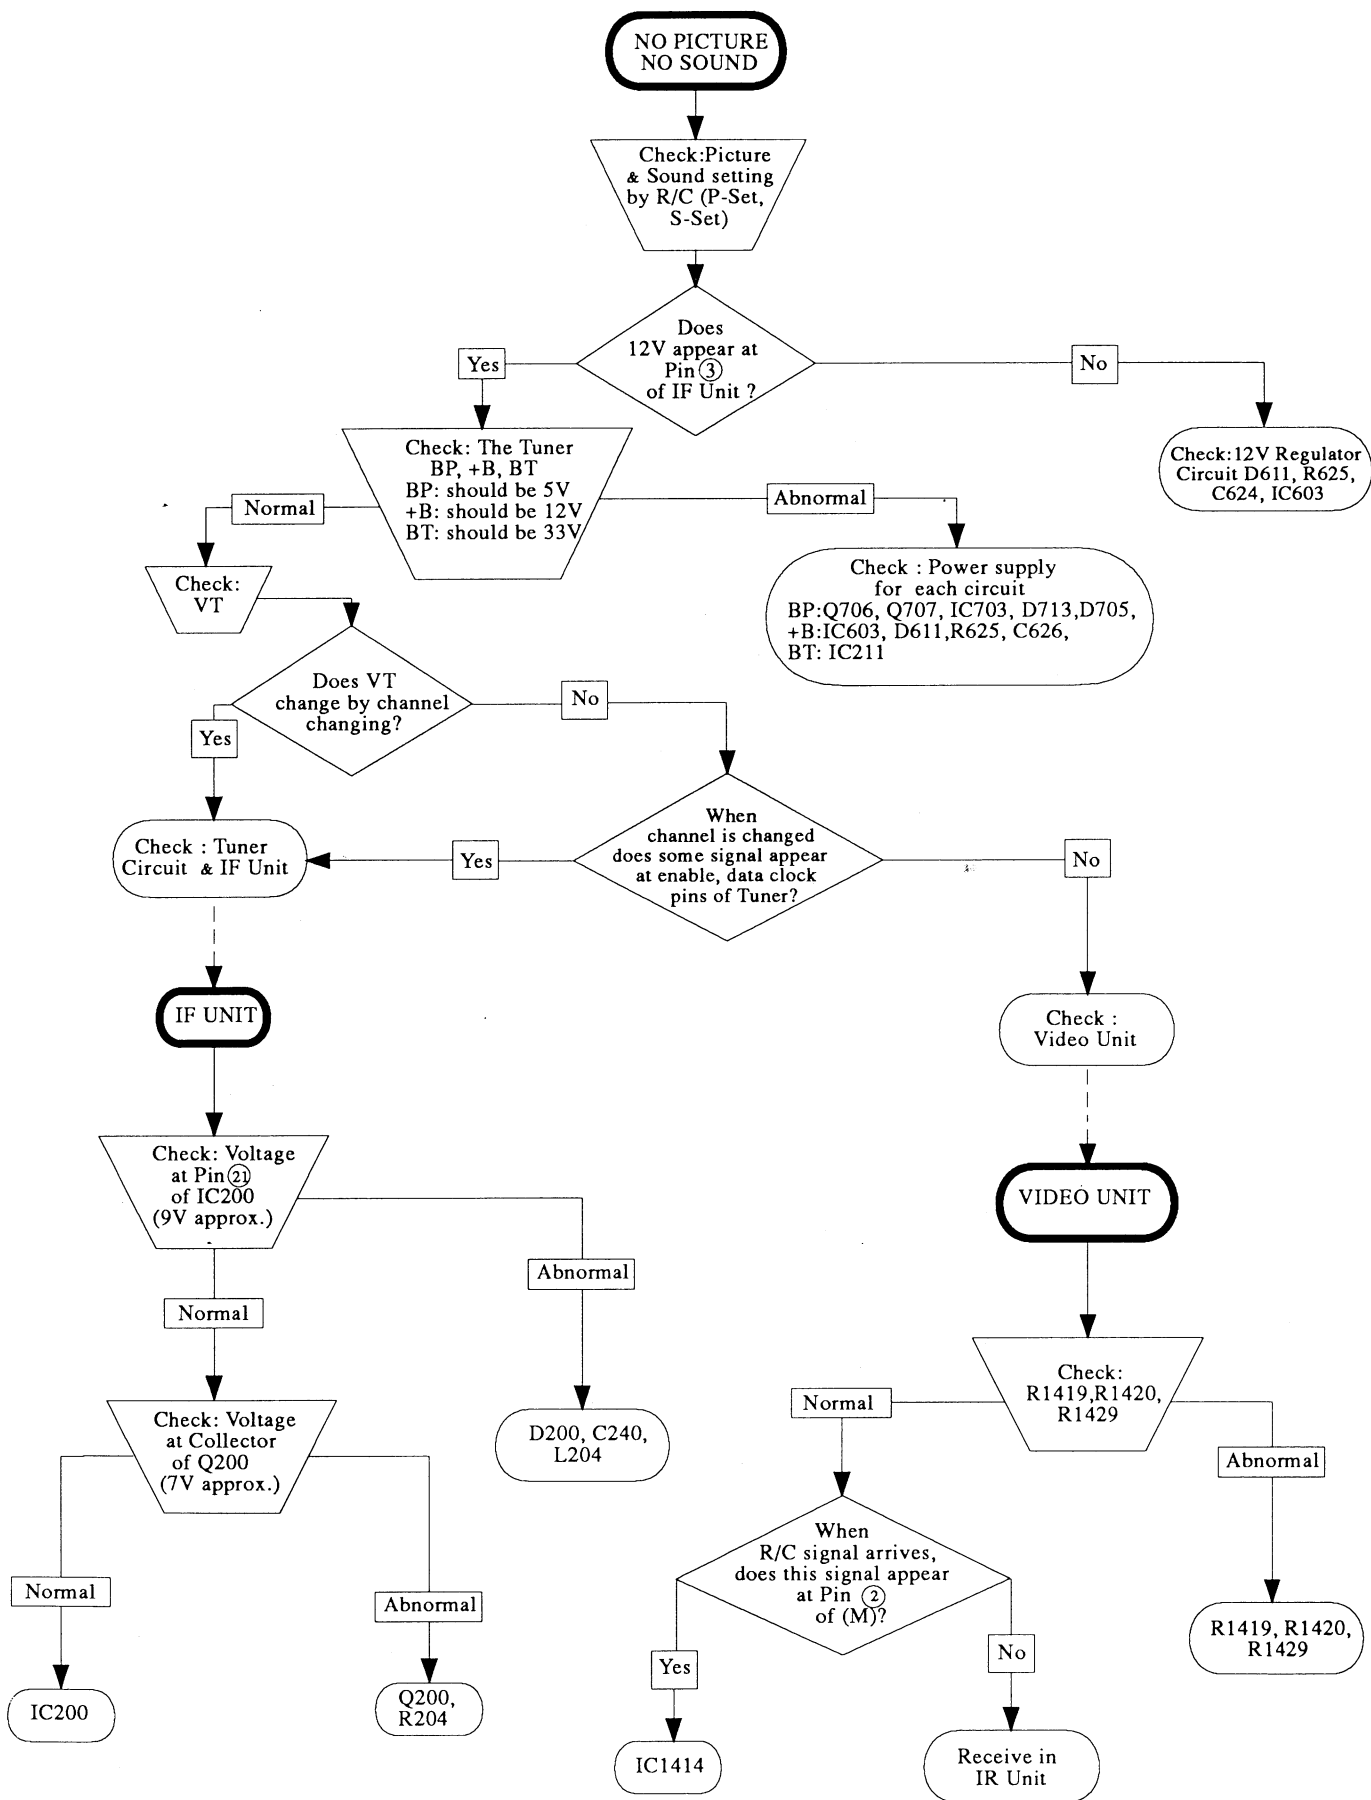 NO PICTURE
NO SOUND
Check:Picture
& Sound setting
by R/C (P-Set,
S-Set)
Does
12V appear at
Pin ③
of IF Unit ?
Yes
No
Check:12V Regulator
Circuit D611, R625,
C624, IC603
Check: The Tuner
BP, +B, BT
BP: should be 5V
+B: should be 12V
BT: should be 33V
Normal
Abnormal
Check:
VT
Check : Power supply
for each circuit
BP:Q706, Q707, IC703, D713,D705,
+B:IC603, D611,R625, C626,
BT: IC211
Does VT
change by channel
changing?
Yes
No
When
channel is changed
does some signal appear
at enable, data clock
pins of Tuner?
Yes
No
Check : Tuner
Circuit & IF Unit
IF UNIT
Check :
Video Unit
VIDEO UNIT
Check: Voltage
at Pin ㉑
of IC200
(9V approx.)
Abnormal
Normal
D200, C240,
L204
Check: Voltage
at Collector
of Q200
(7V approx.)
Normal
Abnormal
IC200
Q200,
R204
Check:
R1419,R1420,
R1429
Normal
Abnormal
When
R/C signal arrives,
does this signal appear
at Pin ②
of (M)?
Yes
No
R1419, R1420,
R1429
IC1414
Receive in
IR Unit